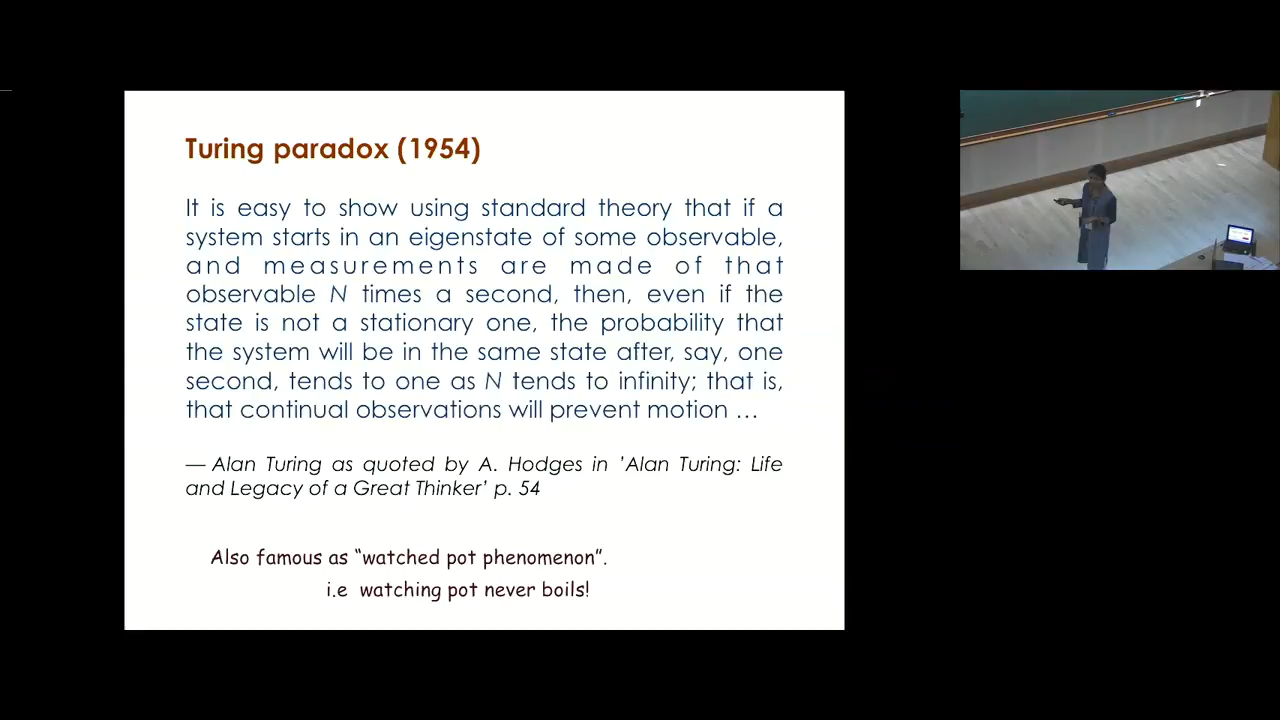 Turing paradox (1954)
It is easy to show using standard theory that if a
system starts in an eigenstate of some observable,
and measurements are made of that
observable N times a second, then, even if the
state is not a stationary one, the probability that
the system will be in the same state after, say, one
second, tends to one as N tends to infinity; that is,
that continual observations will prevent motion …
— Alan Turing as quoted by A. Hodges in 'Alan Turing: Life
and Legacy of a Great Thinker' p. 54
Also famous as “watched pot phenomenon”.
i.e watching pot never boils!